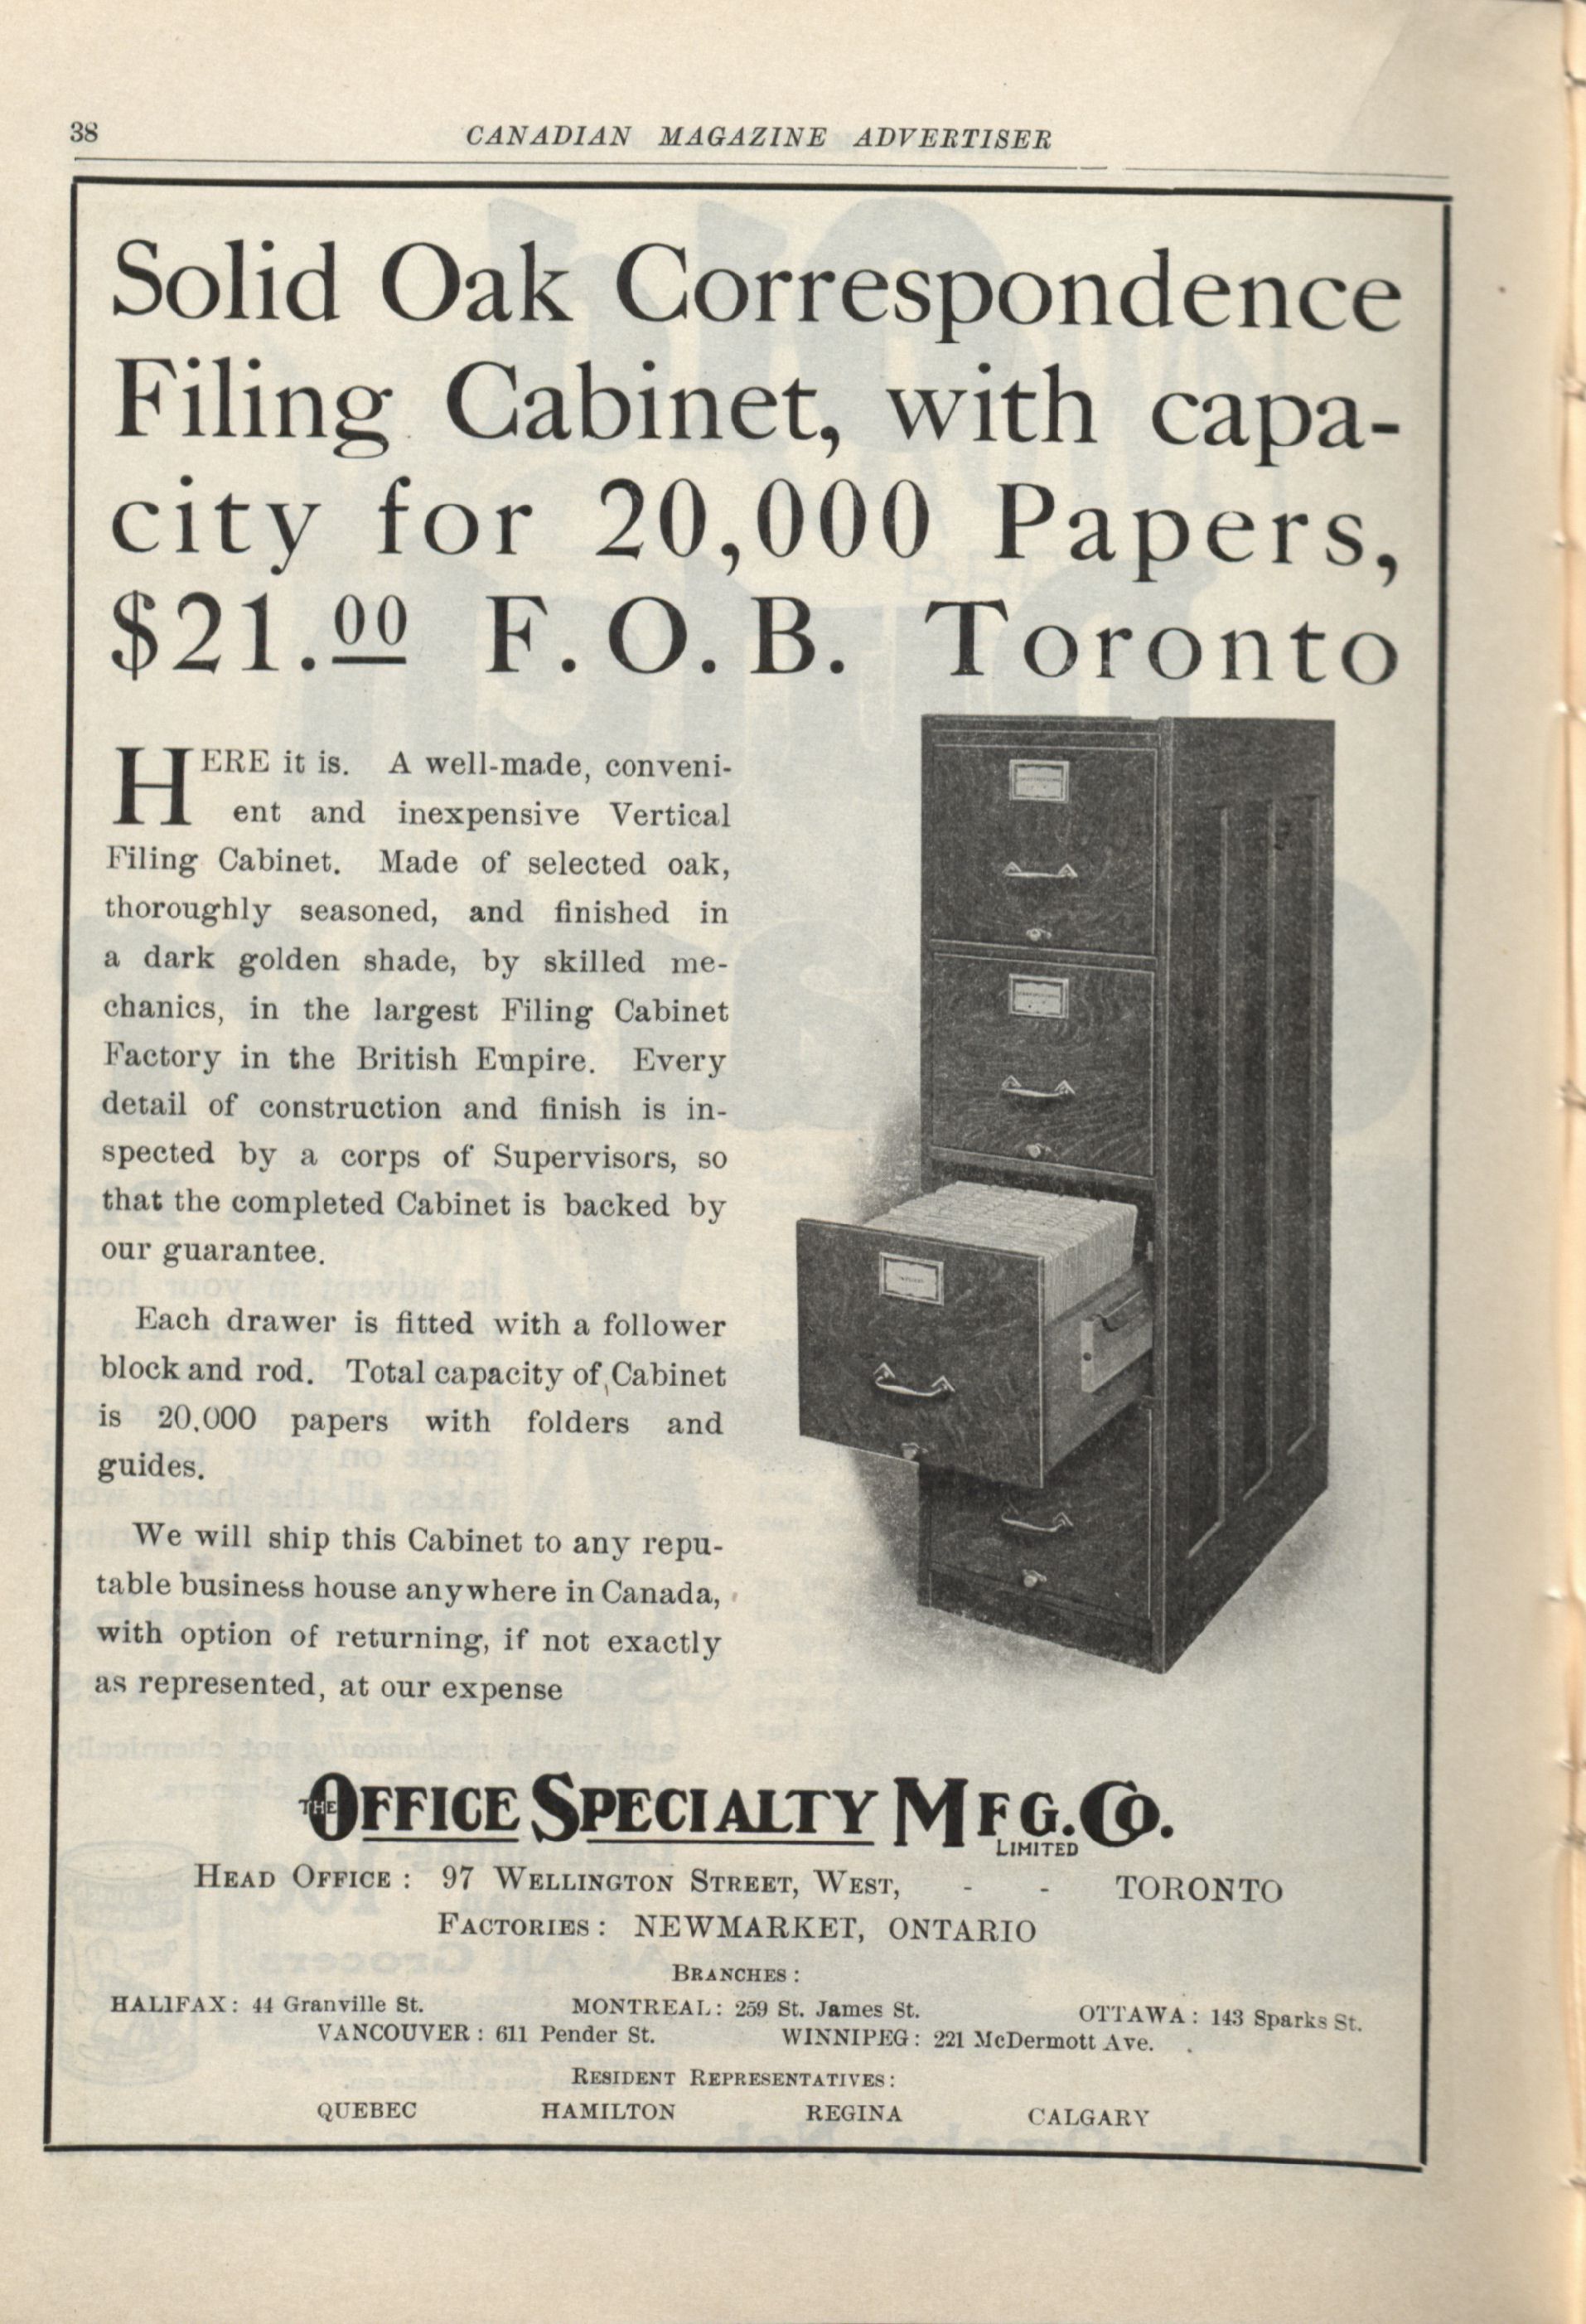 38
CANADIAN MAGAZINE ADVERTISER
Solid Oak Correspondence
Filing Cabinet, with capa-
city for 20,000 Papers,
$21.00 F. O. B. Toronto
HERE it is. A well-made, conveni-
ent and inexpensive Vertical
Filing Cabinet. Made of selected oak,
thoroughly seasoned, and finished in
a dark golden shade, by skilled me-
chanics, in the largest Filing Cabinet
Factory in the British Empire. Every
detail of construction and finish is in-
spected by a corps of Supervisors, so
that the completed Cabinet is backed by
our guarantee.
Each drawer is fitted with a follower
block and rod. Total capacity of Cabinet
is 20,000 papers with folders and
guides.
We will ship this Cabinet to any repu-
table business house anywhere in Canada,
with option of returning, if not exactly
as represented, at our expense
THE OFFICE SPECIALTY MFG. CO.
LIMITED
HEAD OFFICE : 97 WELLINGTON STREET, WEST, - - TORONTO
FACTORIES : NEWMARKET, ONTARIO
BRANCHES :
HALIFAX : 44 Granville St. MONTREAL : 259 St. James St. OTTAWA : 143 Sparks St.
VANCOUVER : 611 Pender St. WINNIPEG : 221 McDermott Ave.
RESIDENT REPRESENTATIVES :
QUEBEC HAMILTON REGINA CALGARY